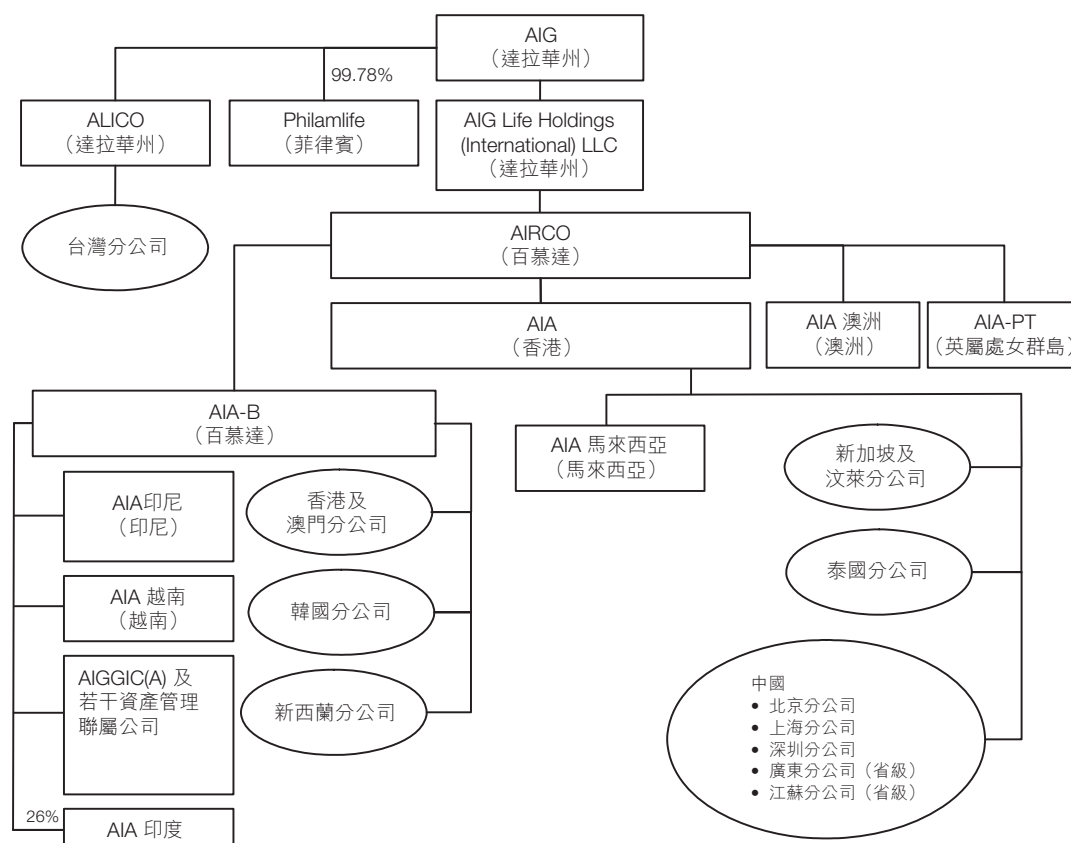 AIG
（達拉華州）
99.78%
ALICO
（達拉華州）
Philamlife
（菲律賓）
AIG Life Holdings
(International) LLC
（達拉華州）
台灣分公司
AIRCO
（百慕達）
AIA
（香港）
AIA 澳洲
（澳洲）
AIA-PT
（英屬處女群島）
AIA-B
（百慕達）
AIA 馬來西亞
（馬來西亞）
新加坡及
汶萊分公司
AIA印尼
（印尼）
香港及
澳門分公司
泰國分公司
AIA 越南
（越南）
韓國分公司
AIGGIC(A) 及
若干資產管理
聯屬公司
新西蘭分公司
中國
• 北京分公司
• 上海分公司
• 深圳分公司
• 廣東分公司（省級）
• 江蘇分公司（省級）
26%
AIA 印度